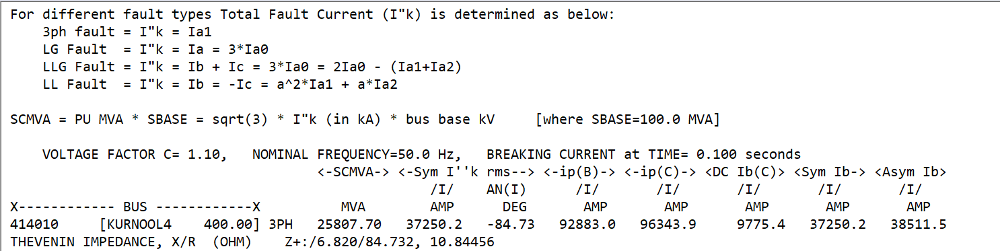 For different fault types Total Fault Current (I"k) is determined as below:
    3ph fault = I"k = Ia1
    LG Fault  = I"k = Ia = 3*Ia0
    LLG Fault = I"k = Ib + Ic = 3*Ia0 = 2Ia0 - (Ia1+Ia2)
    LL Fault  = I"k = Ib = -Ic = a^2*Ia1 + a*Ia2
SCMVA = PU MVA * SBASE = sqrt(3) * I"k (in kA) * bus base kV     [where SBASE=100.0 MVA]
    VOLTAGE FACTOR C= 1.10,   NOMINAL FREQUENCY=50.0 Hz,   BREAKING CURRENT at TIME= 0.100 seconds
                                      <-SCMVA-> <-Sym I''k rms--> <-ip(B)-> <-ip(C)-> <DC Ib(C)> <Sym Ib-> <Asym Ib>
                                                    /I/    AN(I)      /I/       /I/       /I/       /I/       /I/
X------------ BUS ------------X          MVA        AMP      DEG       AMP       AMP       AMP       AMP       AMP
414010     [KURNOOL4    400.00] 3PH   25807.70   37250.2  -84.73   92883.0   96343.9    9775.4   37250.2   38511.5
THEVENIN IMPEDANCE, X/R  (OHM)    Z+:/6.820/84.732, 10.84456